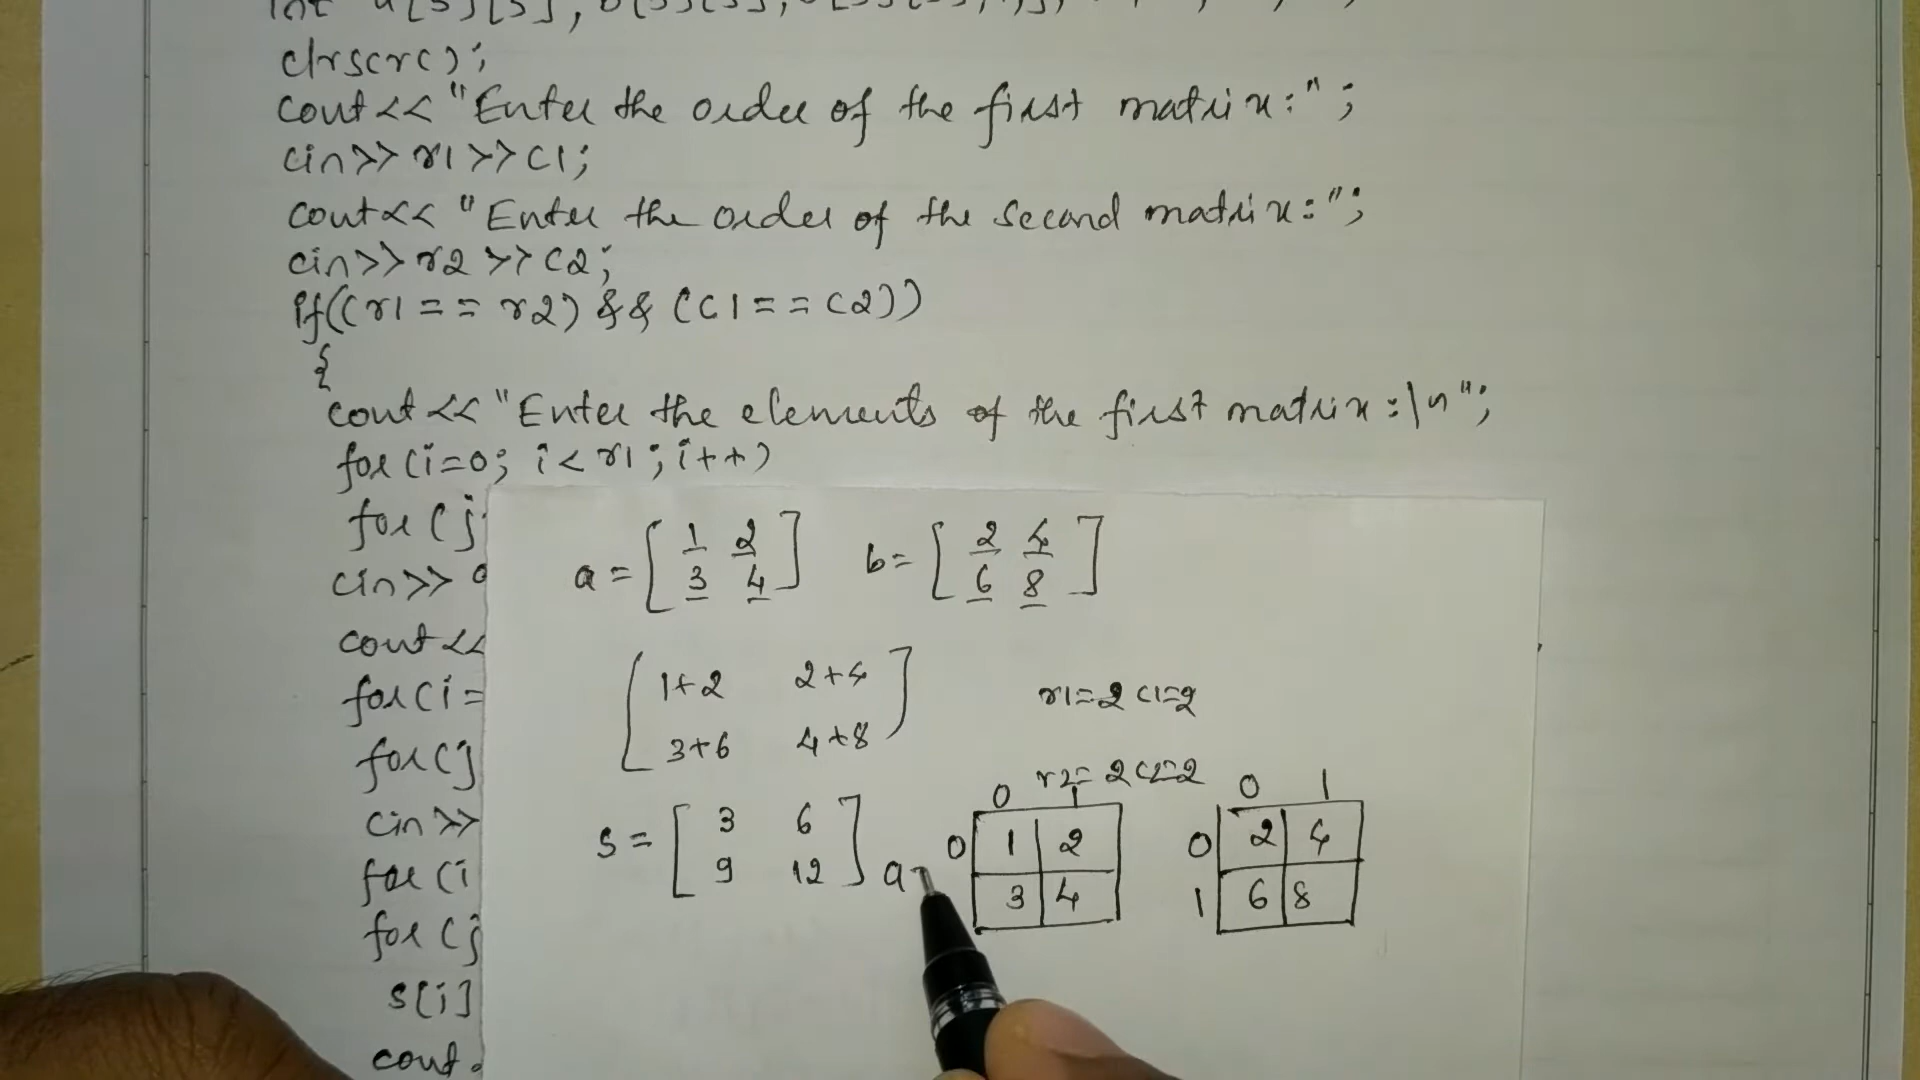 clrscr();
cout<<"Enter the order of the first matrix:";
cin>>r1>>c1;
cout<<"Enter the order of the second matrix:";
cin>>r2>>c2;
if((r1==r2)&&(c1==c2))
{
cout<<"Enter the elements of the first matrix:\n";
for(i=0;i<r1;i++)
for(j
cin>>
cout<<
for(i=
for(j
cin>>
for(i
for(j
s[i]
cout
a=[1 2
3 4] b=[2 4
6 8]
[1+2 2+4
3+6 4+8]
r1=2 c1=2
r2=2 c2=2
s=[3 6
9 12]
a-
0 1
0 1 2
3 4
0 1
0 2 4
1 6 8